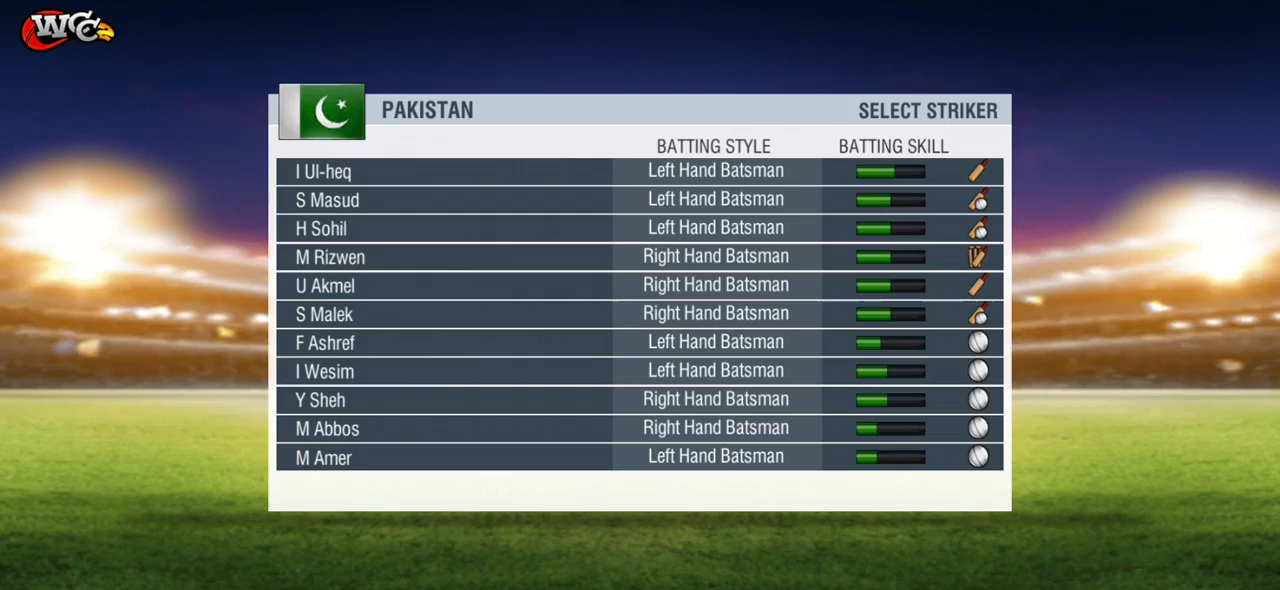 WCC
PAKISTAN SELECT STRIKER
BATTING STYLE BATTING SKILL
I Ul-heq Left Hand Batsman
S Masud Left Hand Batsman
H Sohil Left Hand Batsman
M Rizwen Right Hand Batsman
U Akmel Right Hand Batsman
S Malek Right Hand Batsman
F Ashref Left Hand Batsman
I Wesim Left Hand Batsman
Y Sheh Right Hand Batsman
M Abbos Right Hand Batsman
M Amer Left Hand Batsman